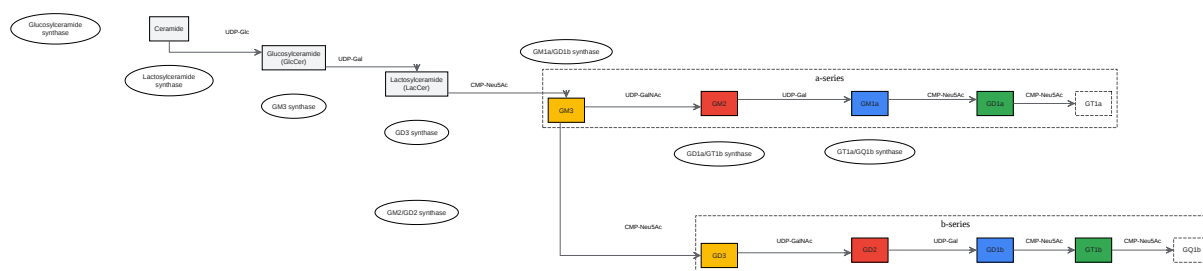 Glucosylceramide
synthase
Ceramide
UDP-Glc
Glucosylceramide
(GlcCer)
UDP-Gal
Lactosylceramide
synthase
Lactosylceramide
(LacCer)
CMP-Neu5Ac
GM3 synthase
GD3 synthase
GM2/GD2 synthase
GM1a/GD1b synthase
a-series
GM3
UDP-GalNAc
GM2
UDP-Gal
GM1a
CMP-Neu5Ac
GD1a
CMP-Neu5Ac
GT1a
GD1a/GT1b synthase
GT1a/GQ1b synthase
CMP-Neu5Ac
b-series
GD3
UDP-GalNAc
GD2
UDP-Gal
GD1b
CMP-Neu5Ac
GT1b
CMP-Neu5Ac
GQ1b